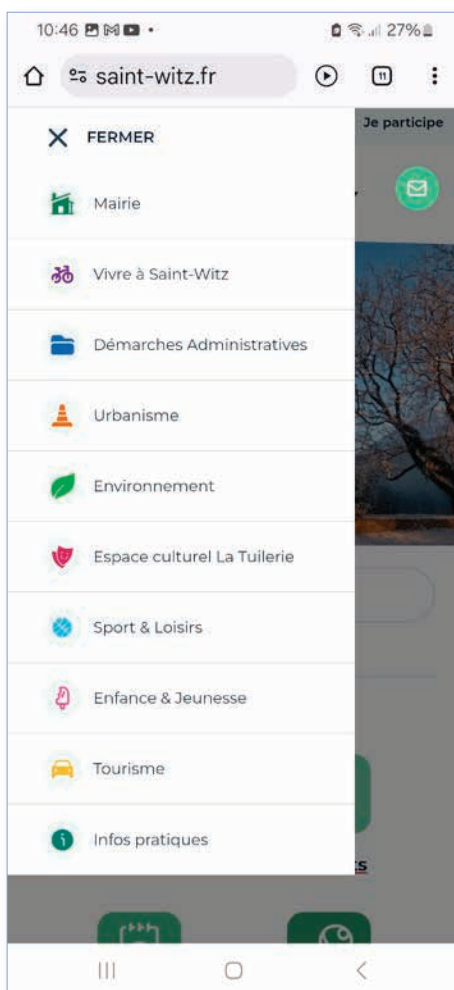 10:46
27%
saint-witz.fr
11
Je participe
FERMER
Mairie
Vivre à Saint-Witz
Démarches Administratives
Urbanisme
Environnement
Espace culturel La Tuilerie
Sport & Loisirs
Enfance & Jeunesse
Tourisme
Infos pratiques